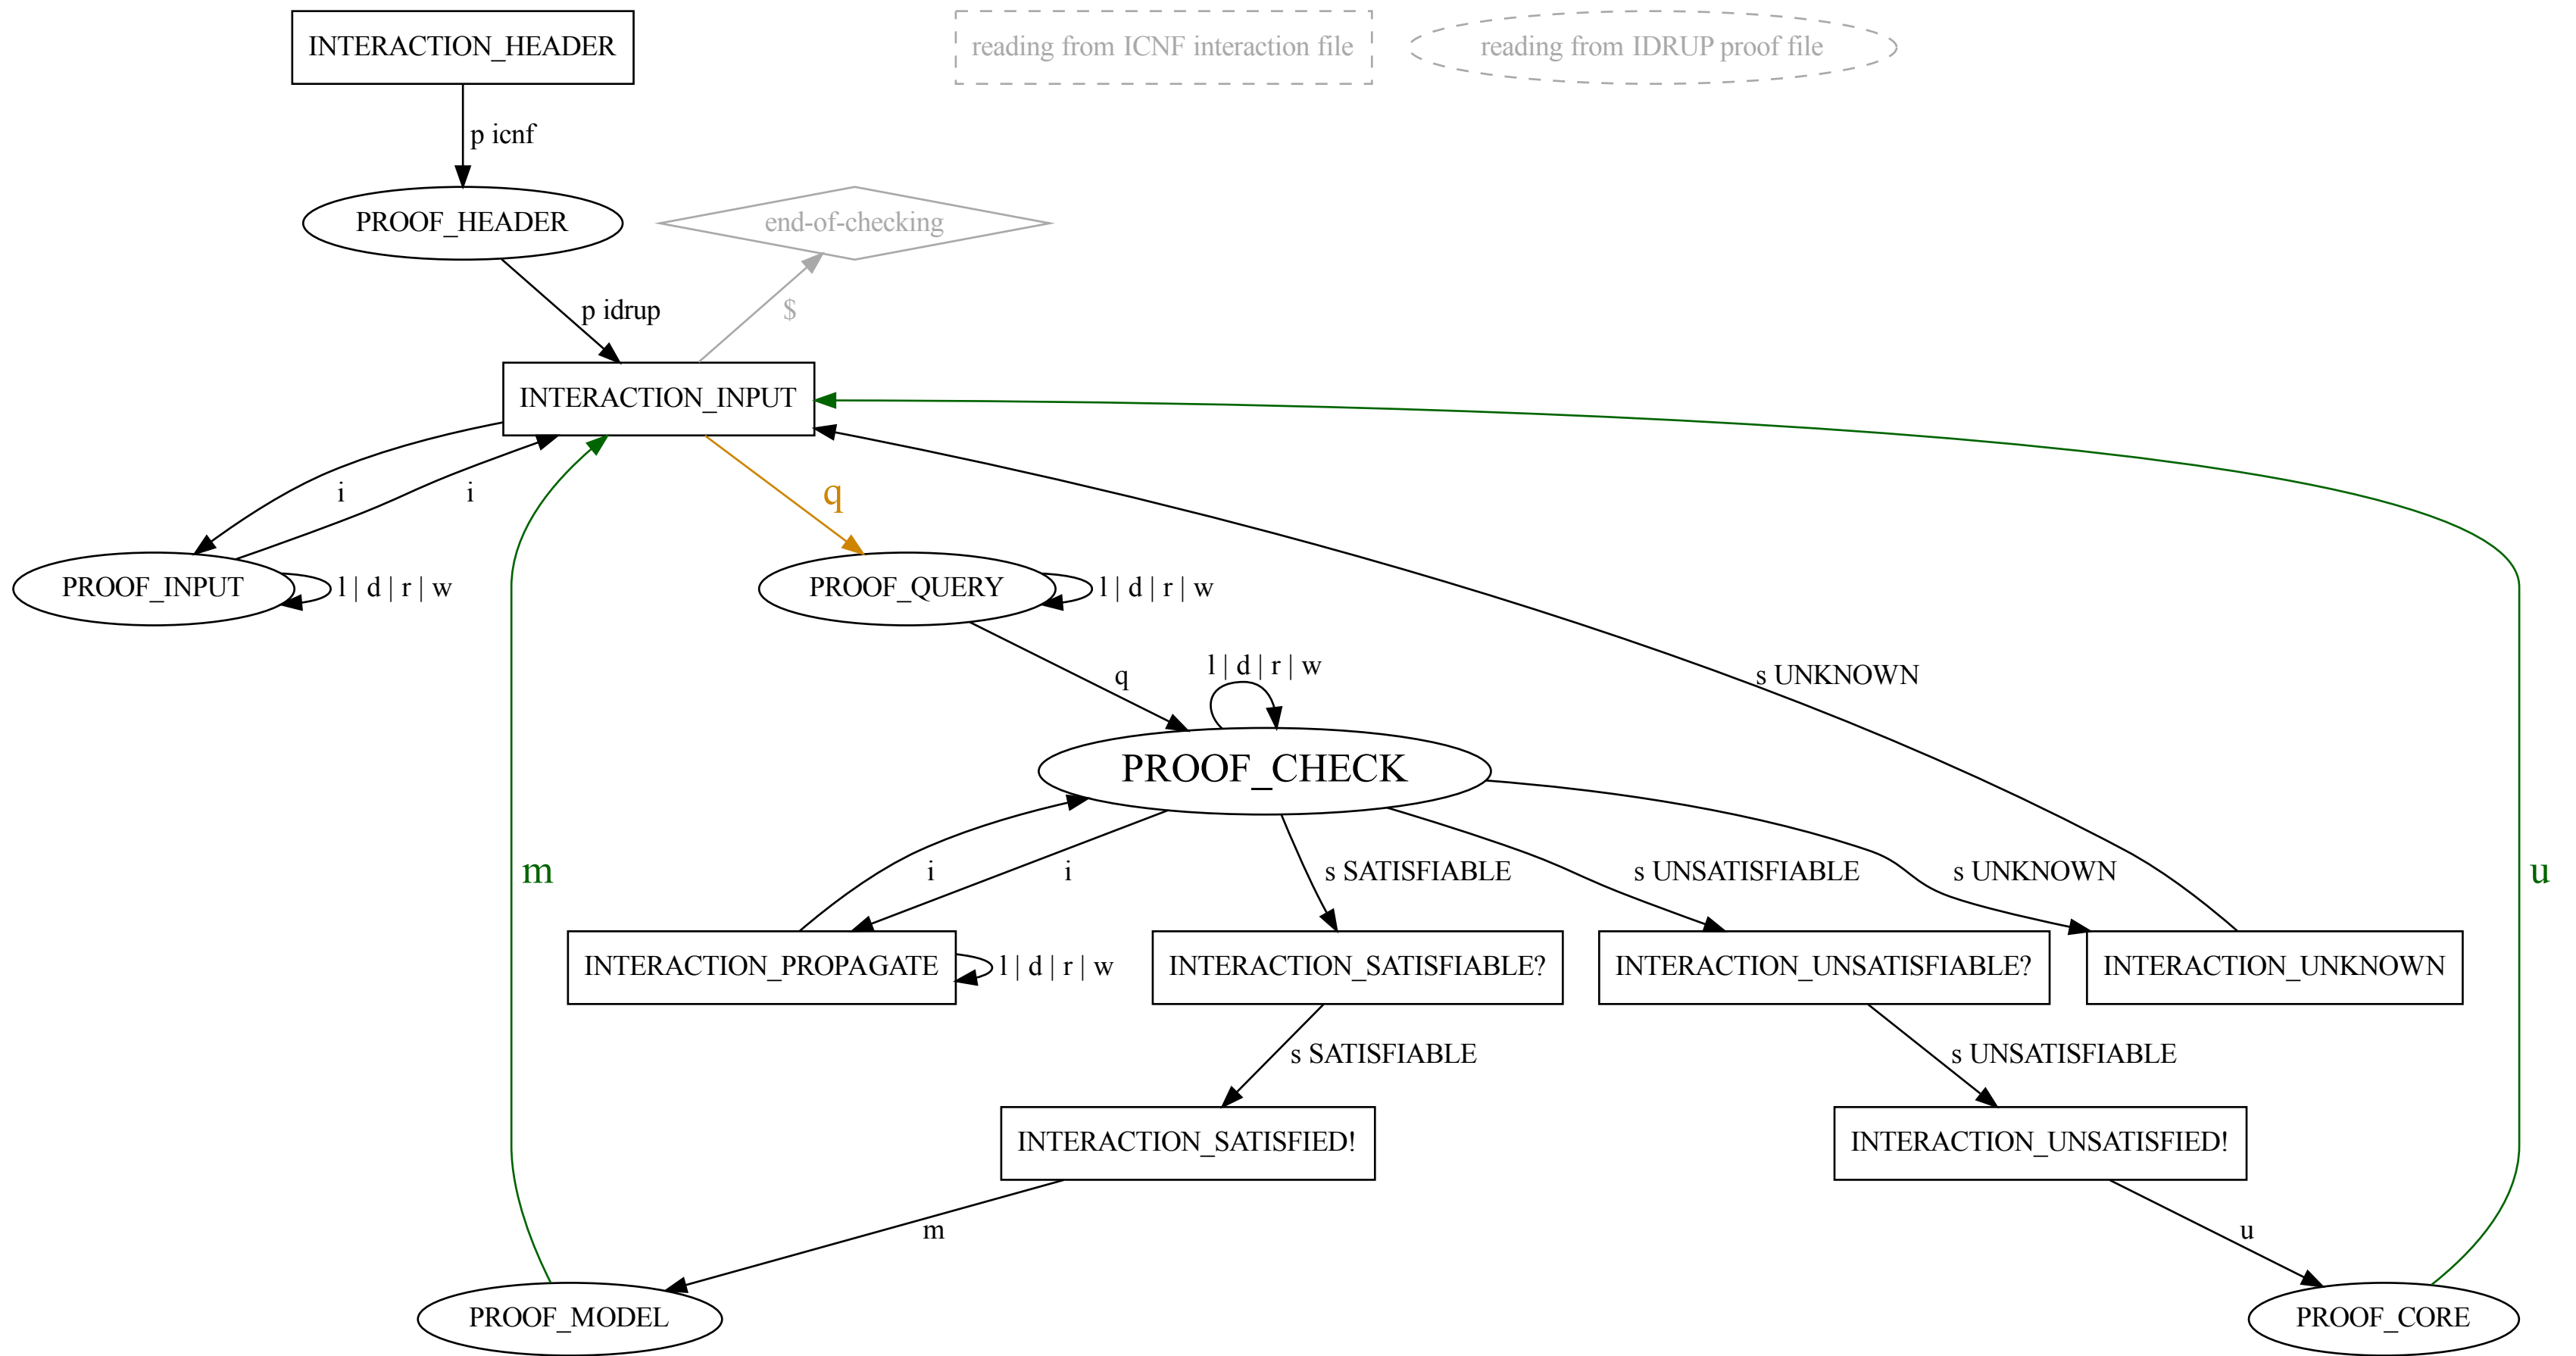 INTERACTION_HEADER
reading from ICNF interaction file
reading from IDRUP proof file
p icnf
PROOF_HEADER
end-of-checking
p idrup
$
INTERACTION_INPUT
i
i
q
PROOF_INPUT
l | d | r | w
PROOF_QUERY
l | d | r | w
q
l | d | r | w
s UNKNOWN
PROOF_CHECK
m
i
i
s SATISFIABLE
s UNSATISFIABLE
s UNKNOWN
u
INTERACTION_PROPAGATE
l | d | r | w
INTERACTION_SATISFIABLE?
INTERACTION_UNSATISFIABLE?
INTERACTION_UNKNOWN
s SATISFIABLE
s UNSATISFIABLE
INTERACTION_SATISFIED!
INTERACTION_UNSATISFIED!
m
u
PROOF_MODEL
PROOF_CORE